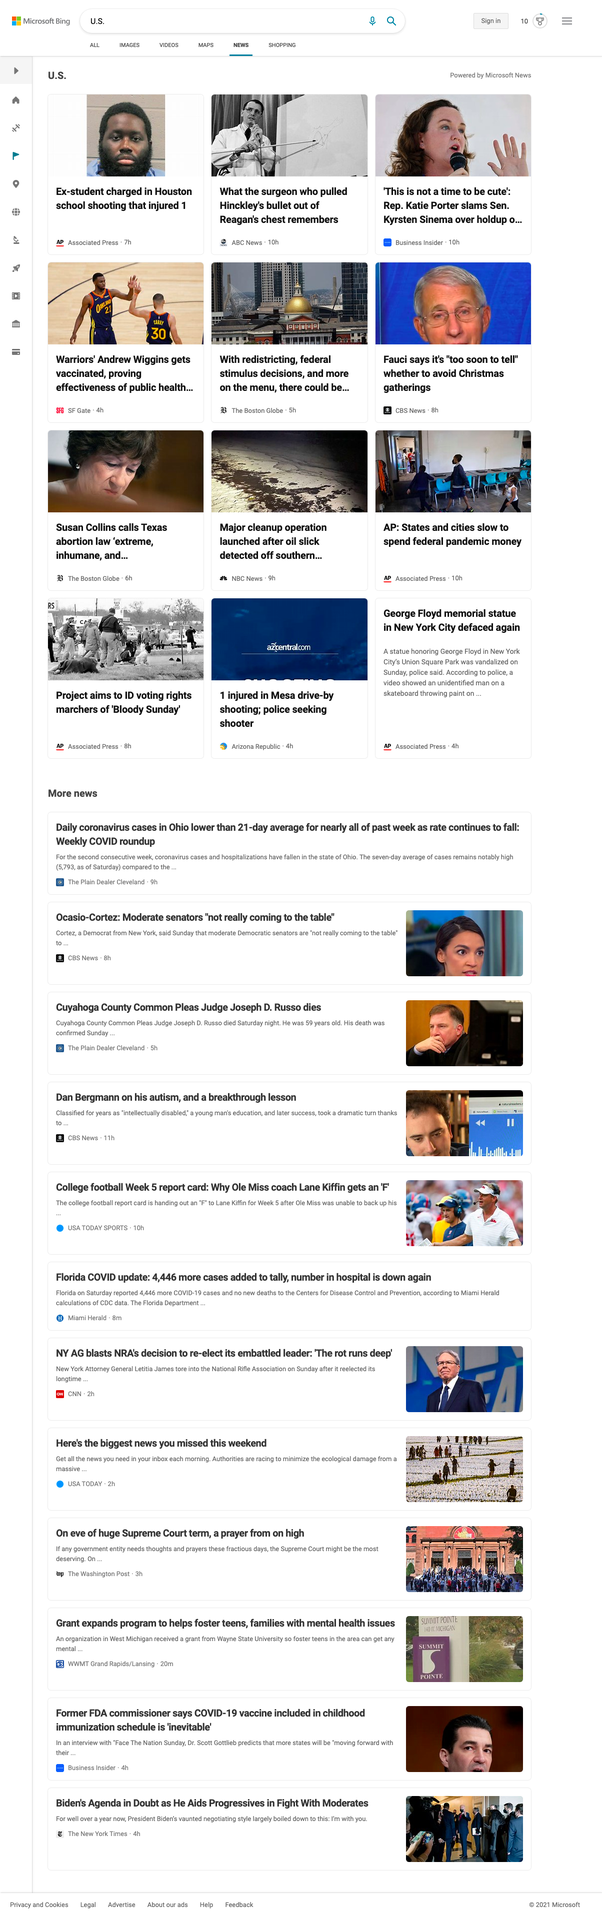 Microsoft Bing
U.S.
Sign in
10
ALL IMAGES VIDEOS MAPS NEWS SHOPPING
U.S.
Powered by Microsoft News
Ex-student charged in Houston
school shooting that injured 1
AP Associated Press · 7h
What the surgeon who pulled
Hinckley's bullet out of
Reagan's chest remembers
ABC News · 10h
'This is not a time to be cute':
Rep. Katie Porter slams Sen.
Kyrsten Sinema over holdup o...
Business Insider · 10h
Warriors' Andrew Wiggins gets
vaccinated, proving
effectiveness of public health...
SF Gate · 4h
With redistricting, federal
stimulus decisions, and more
on the menu, there could be...
The Boston Globe · 5h
Fauci says it's "too soon to tell"
whether to avoid Christmas
gatherings
CBS News · 8h
Susan Collins calls Texas
abortion law 'extreme,
inhumane, and...
The Boston Globe · 6h
Major cleanup operation
launched after oil slick
detected off southern...
NBC News · 9h
AP: States and cities slow to
spend federal pandemic money
AP Associated Press · 10h
Project aims to ID voting rights
marchers of 'Bloody Sunday'
AP Associated Press · 8h
azcentral.com
1 injured in Mesa drive-by
shooting; police seeking
shooter
Arizona Republic · 4h
George Floyd memorial statue
in New York City defaced again
A statue honoring George Floyd in New York
City's Union Square Park was vandalized on
Sunday, police said. According to police, a
video showed an unidentified man on a
skateboard throwing paint on ...
AP Associated Press · 4h
More news
Daily coronavirus cases in Ohio lower than 21-day average for nearly all of past week as rate continues to fall:
Weekly COVID roundup
For the second consecutive week, coronavirus cases and hospitalizations have fallen in the state of Ohio. The seven-day average of cases remains notably high
(5,793, as of Saturday) compared to the ...
The Plain Dealer Cleveland · 9h
Ocasio-Cortez: Moderate senators "not really coming to the table"
Cortez, a Democrat from New York, said Sunday that moderate Democratic senators are "not really coming to the table"
to ...
CBS News · 8h
Cuyahoga County Common Pleas Judge Joseph D. Russo dies
Cuyahoga County Common Pleas Judge Joseph D. Russo died Saturday night. He was 59 years old. His death was
confirmed Sunday ...
The Plain Dealer Cleveland · 5h
Dan Bergmann on his autism, and a breakthrough lesson
Classified for years as "intellectually disabled," a young man's education, and later success, took a dramatic turn thanks
to ...
CBS News · 11h
College football Week 5 report card: Why Ole Miss coach Lane Kiffin gets an 'F'
The college football report card is handing out an "F" to Lane Kiffin for Week 5 after Ole Miss was unable to back up his
...
USA TODAY SPORTS · 10h
Florida COVID update: 4,446 more cases added to tally, number in hospital is down again
Florida on Saturday reported 4,446 more COVID-19 cases and no new deaths to the Centers for Disease Control and Prevention, according to Miami Herald
calculations of CDC data. The Florida Department ...
Miami Herald · 8m
NY AG blasts NRA's decision to re-elect its embattled leader: 'The rot runs deep'
New York Attorney General Letitia James tore into the National Rifle Association on Sunday after it reelected its
longtime ...
CNN · 2h
Here's the biggest news you missed this weekend
Get all the news you need in your inbox each morning. Authorities are racing to minimize the ecological damage from a
massive ...
USA TODAY · 2h
On eve of huge Supreme Court term, a prayer from on high
If any government entity needs thoughts and prayers these fractious days, the Supreme Court might be the most
deserving. On ...
The Washington Post · 3h
Grant expands program to helps foster teens, families with mental health issues
An organization in West Michigan received a grant from Wayne State University so foster teens in the area can get any
mental ...
WWMT Grand Rapids/Lansing · 20m
SUMMIT POINTE
SUMMIT
POINTE
Former FDA commissioner says COVID-19 vaccine included in childhood
immunization schedule is 'inevitable'
In an interview with "Face The Nation Sunday, Dr. Scott Gottlieb predicts that more states will be "moving forward with
their ...
Business Insider · 4h
Biden's Agenda in Doubt as He Aids Progressives in Fight With Moderates
For well over a year now, President Biden's vaunted negotiating style largely boiled down to this: I'm with you.
The New York Times · 4h
Privacy and Cookies Legal Advertise About our ads Help Feedback
© 2021 Microsoft